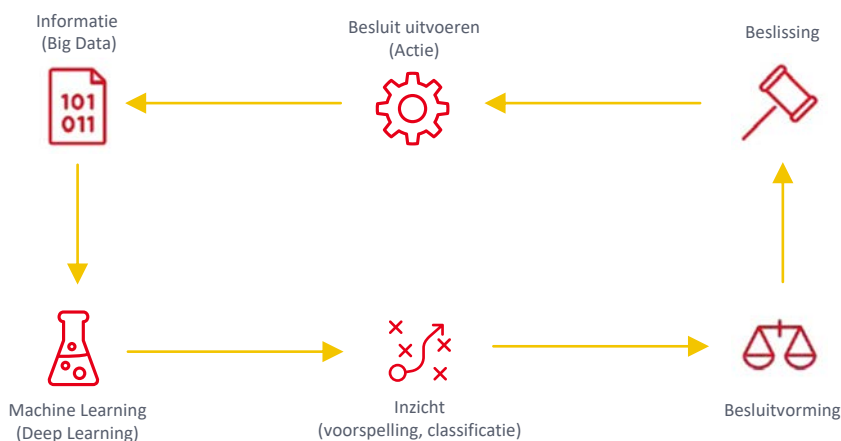 Informatie
(Big Data)
Besluit uitvoeren
(Actie)
Beslissing
101
011
Machine Learning
(Deep Learning)
Inzicht
(voorspelling, classificatie)
Besluitvorming